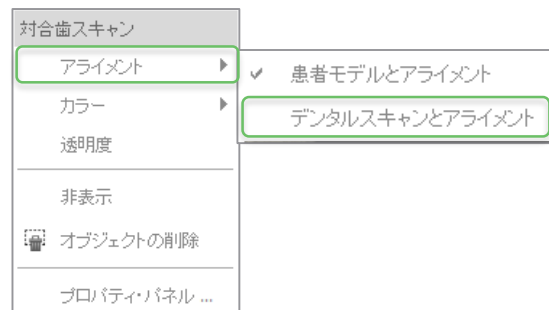 対合歯スキャン
アライメント
患者モデルとアライメント
カラー
デンタルスキャンとアライメント
透明度
非表示
オブジェクトの削除
プロパティ・パネル ...